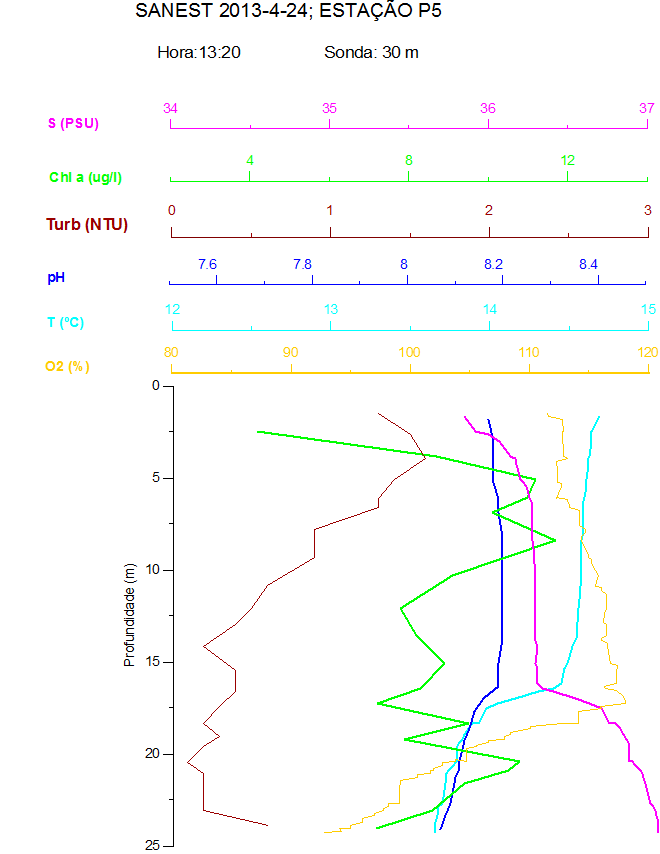 SANEST 2013-4-24; ESTAÇÃO P5
Hora:13:20 Sonda: 30 m
34 35 36 37
S (PSU)
4 8 12
Chl a (ug/l)
0 1 2 3
Turb (NTU)
7.6 7.8 8 8.2 8.4
pH
12 13 14 15
T (ºC)
80 90 100 110 120
O2 (%)
0
5
10
15
20
25
Profundidade (m)